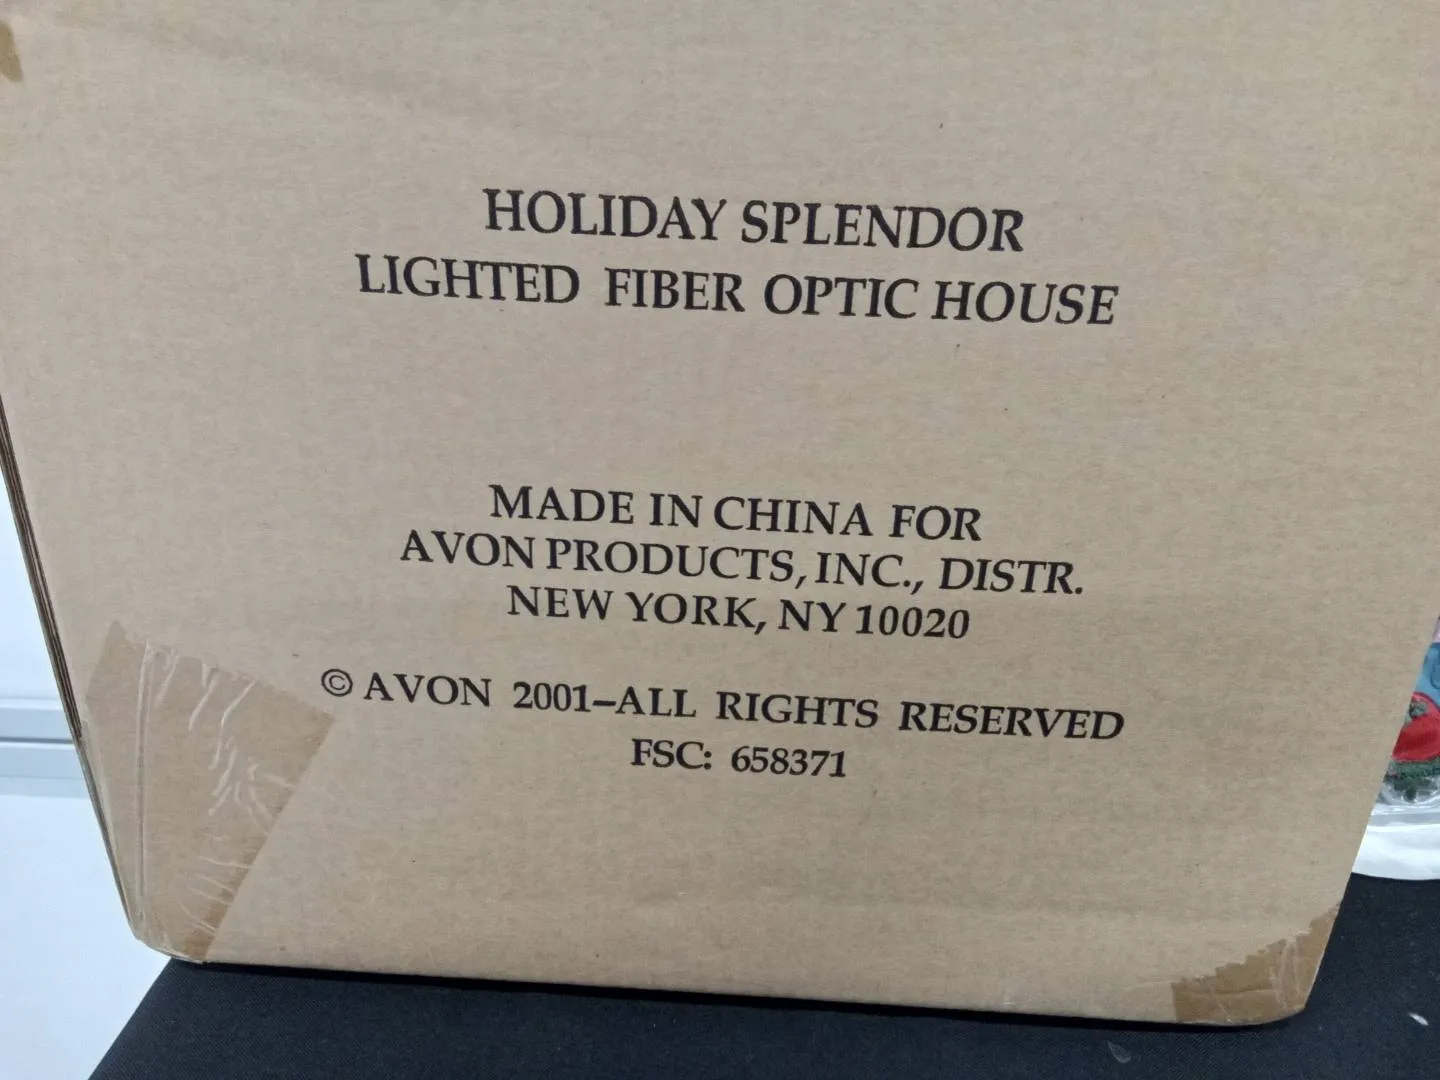 HOLIDAY SPLENDOR
LIGHTED FIBER OPTIC HOUSE
MADE IN CHINA FOR
AVON PRODUCTS, INC., DISTR.
NEW YORK, NY 10020
© AVON 2001–ALL RIGHTS RESERVED
FSC: 658371